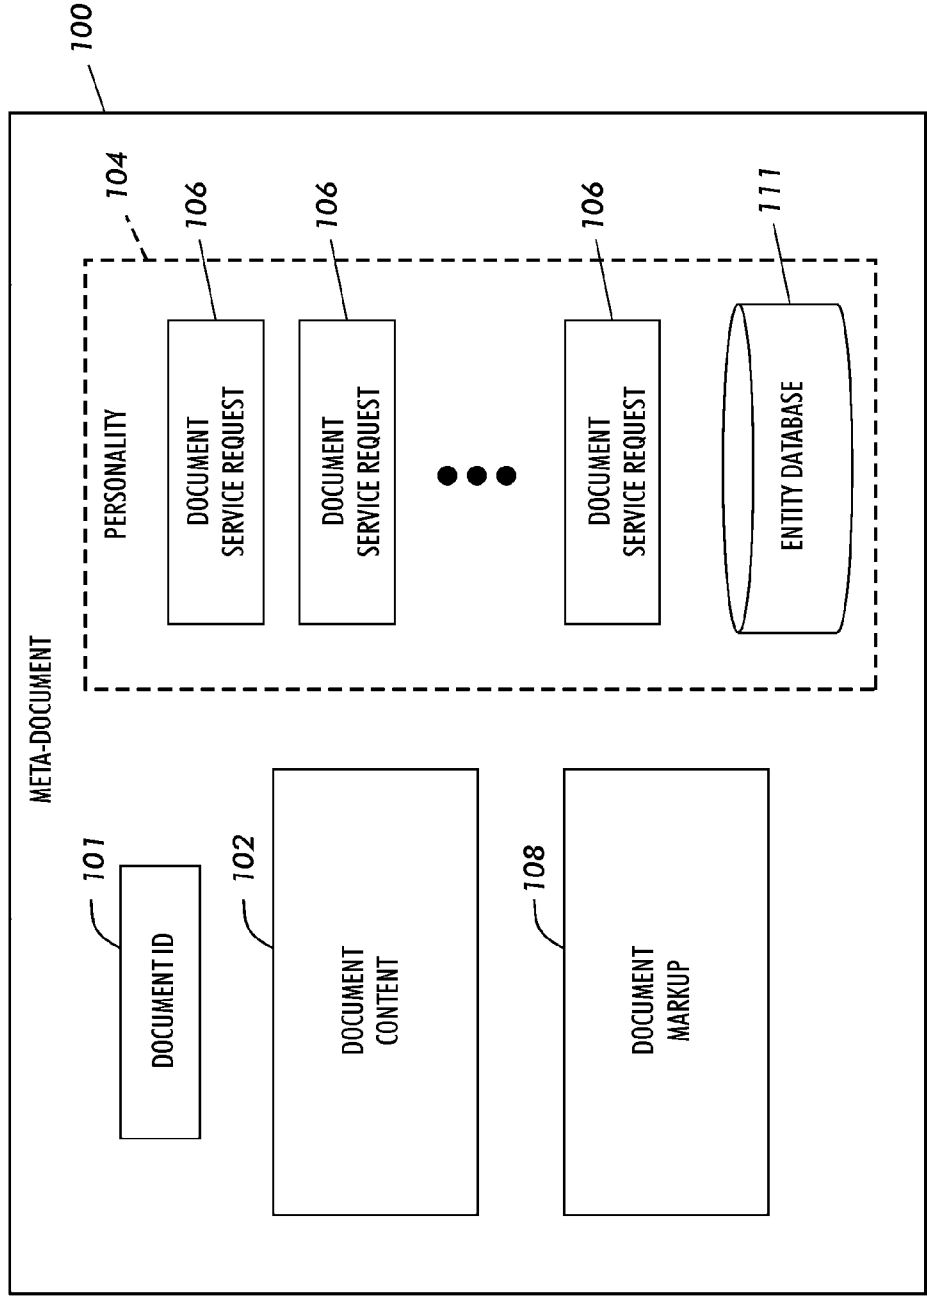 100
META-DOCUMENT
101
DOCUMENT ID
102
DOCUMENT
CONTENT
108
DOCUMENT
MARKUP
104
PERSONALITY
106
DOCUMENT
SERVICE REQUEST
106
DOCUMENT
SERVICE REQUEST
106
DOCUMENT
SERVICE REQUEST
111
ENTITY DATABASE